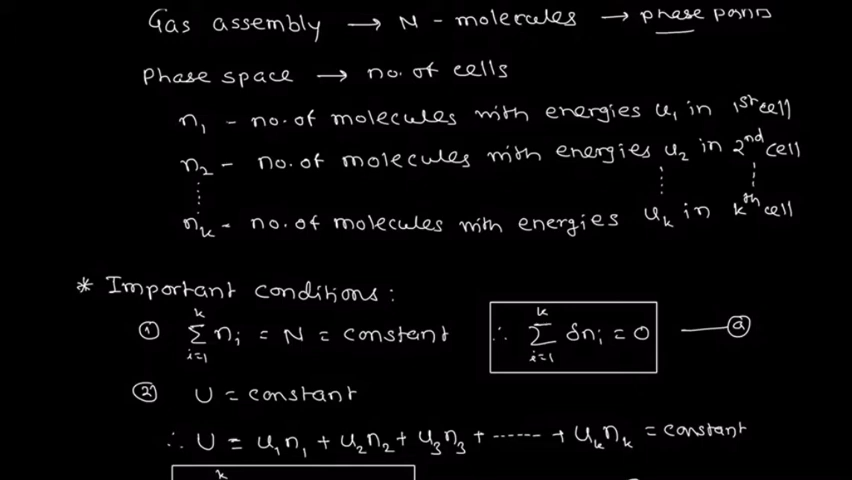 Gas assembly → N - molecules → phase points
Phase space → no. of cells
n₁ - no. of molecules with energies u₁ in 1st cell
n₂ - no. of molecules with energies u₂ in 2nd cell
nₖ - no. of molecules with energies uₖ in kth cell
* Important conditions:
① ∑ᵢ₌₁ᵏ nᵢ = N = constant ∴ ∑ᵢ₌₁ᵏ δnᵢ = 0 — ⓐ
② U = constant
∴ U = u₁n₁ + u₂n₂ + u₃n₃ + ...... + uₖnₖ = constant
k